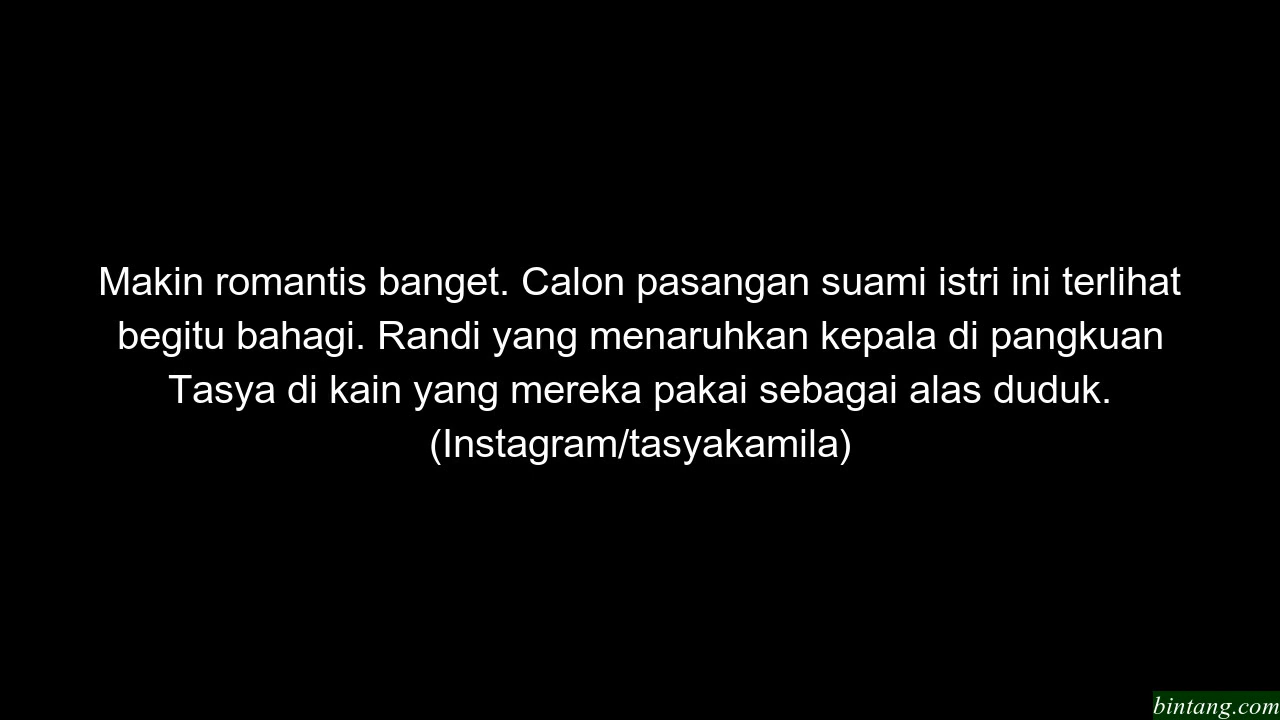 Makin romantis banget. Calon pasangan suami istri ini terlihat
begitu bahagi. Randi yang menaruhkan kepala di pangkuan
Tasya di kain yang mereka pakai sebagai alas duduk.
(Instagram/tasyakamila)
bintang.com